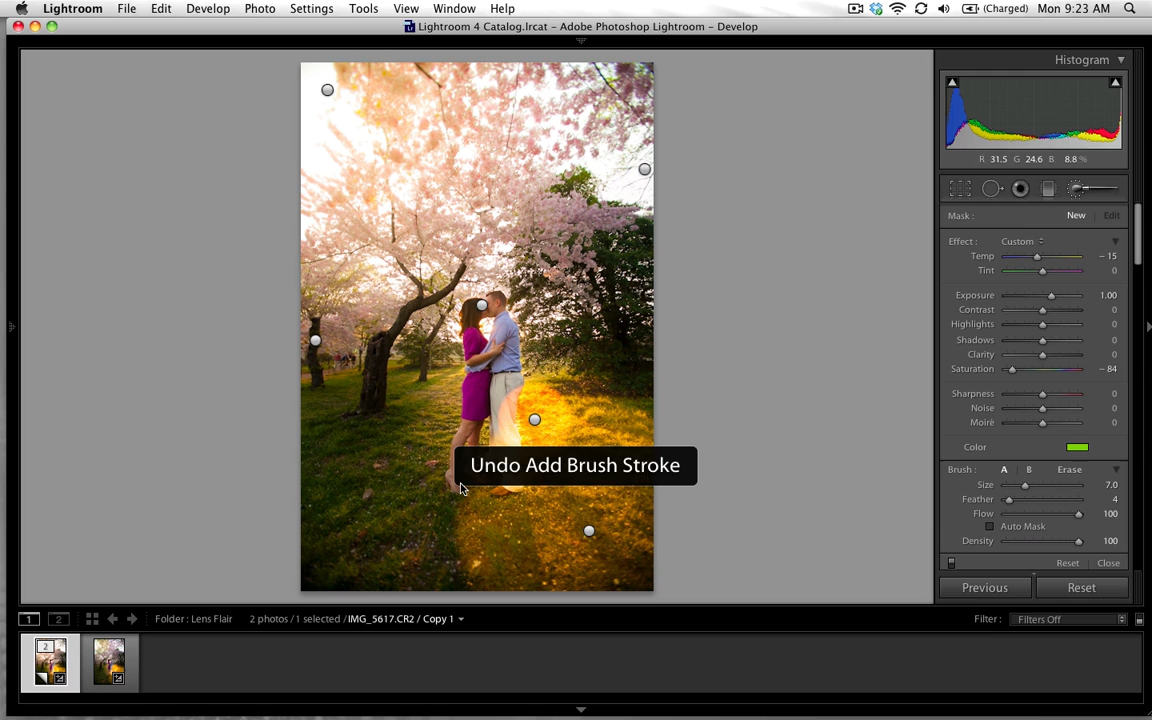 Lightroom File Edit Develop Photo Settings Tools View Window Help (Charged) Mon 9:23 AM
Lightroom 4 Catalog.lrcat - Adobe Photoshop Lightroom - Develop
Histogram
R 31.5 G 24.6 B 8.8 %
Mask : New Edit
Effect : Custom
Temp - 15
Tint 0
Exposure 1.00
Contrast 0
Highlights 0
Shadows 0
Clarity 0
Saturation - 84
Sharpness 0
Noise 0
Moiré 0
Color
Undo Add Brush Stroke
Brush : A | B Erase
Size 7.0
Feather 4
Flow 100
Auto Mask
Density 100
Reset Close
Previous Reset
1 2 Folder : Lens Flair 2 photos / 1 selected / IMG_5617.CR2 / Copy 1 Filter : Filters Off
2